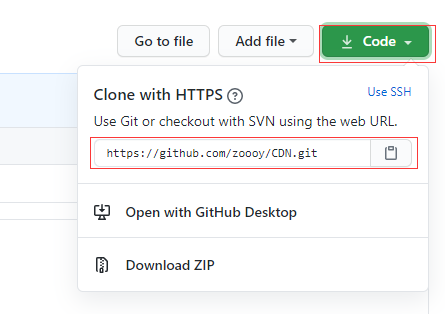 Go to file
Add file
Code
Clone with HTTPS
Use SSH
Use Git or checkout with SVN using the web URL.
https://github.com/zoooy/CDN.git
Open with GitHub Desktop
Download ZIP